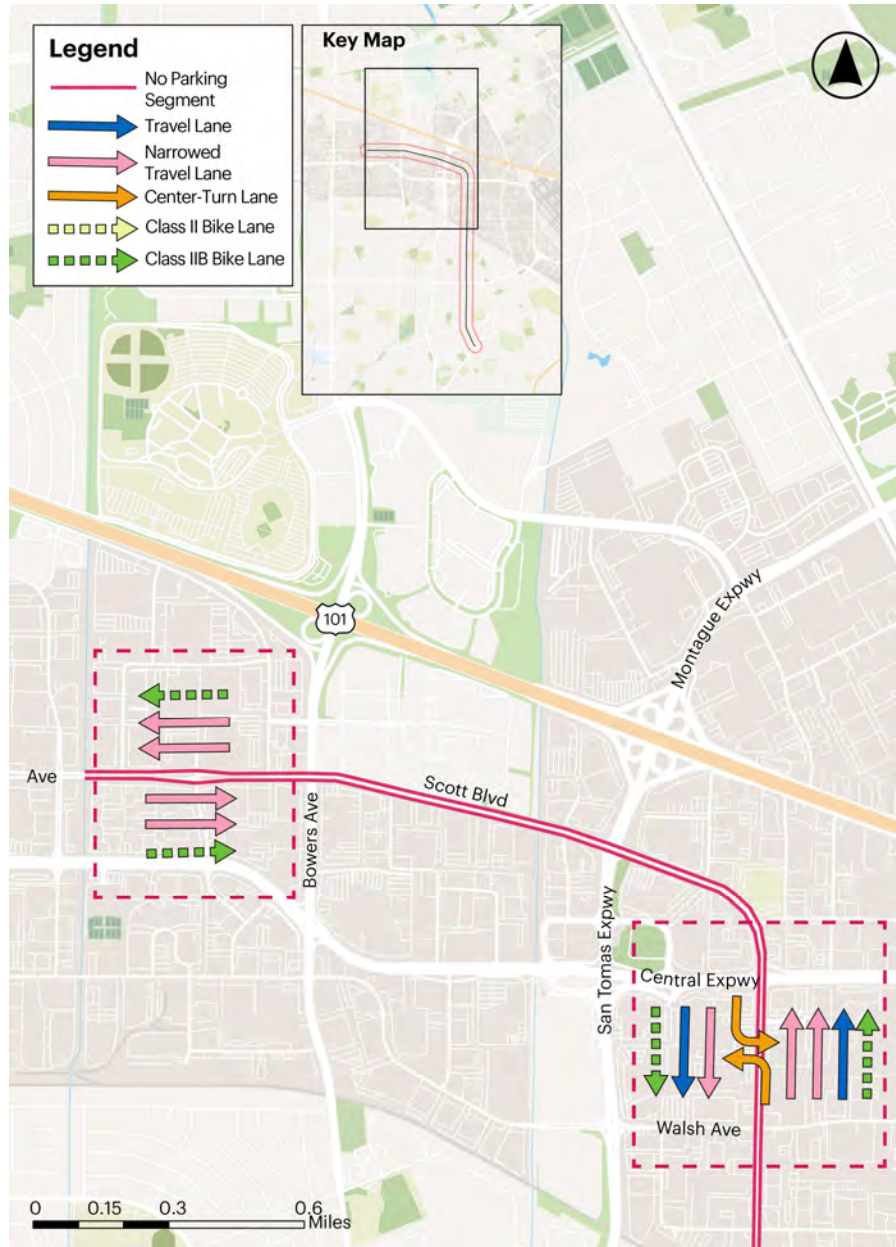 Legend
No Parking
Segment
Travel Lane
Narrowed
Travel Lane
Center-Turn Lane
Class II Bike Lane
Class IIB Bike Lane
Key Map
101
Montague Expwy
Ave
Scott Blvd
Bowers Ave
San Tomas Expwy
Central Expwy
Walsh Ave
0 0.15 0.3 0.6
Miles